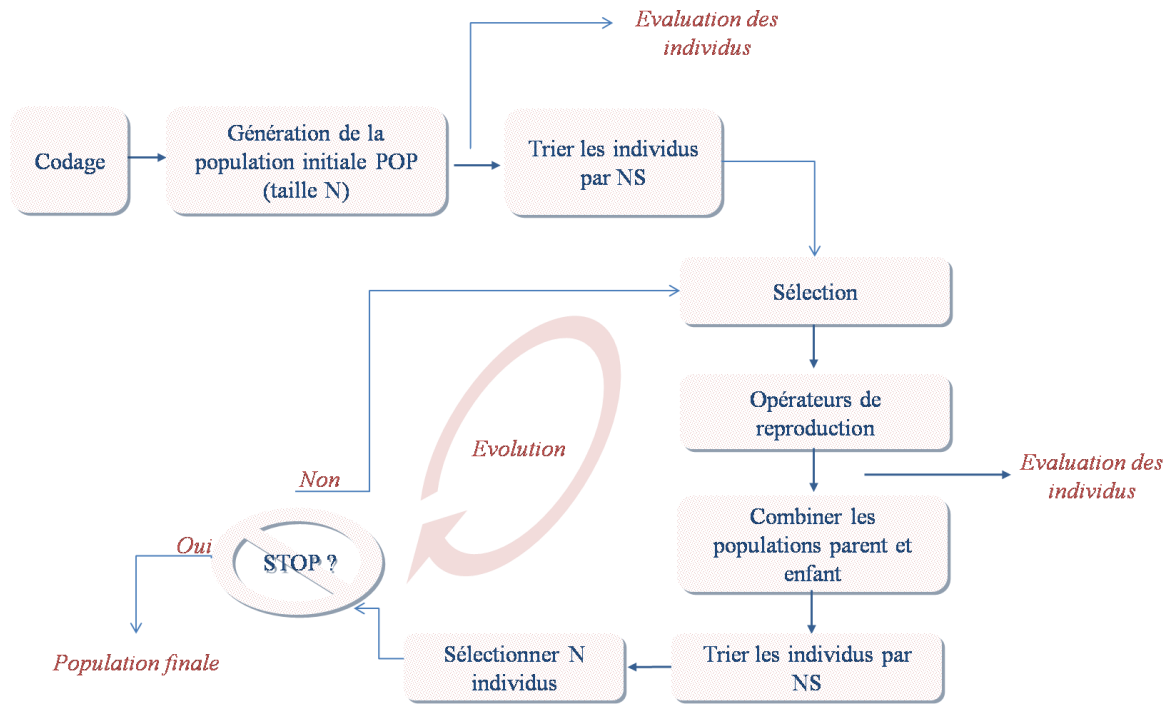 Evaluation des
individus
Codage
Génération de la
population initiale POP
(taille N)
Trier les individus
par NS
Sélection
Opérateurs de
reproduction
Evaluation des
individus
Evolution
Non
Combiner les
populations parent et
enfant
Oui
STOP ?
Population finale
Sélectionner N
individus
Trier les individus par
NS